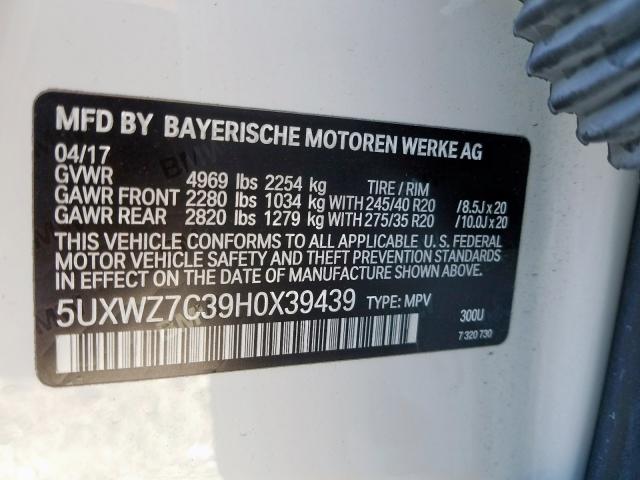 MFD BY BAYERISCHE MOTOREN WERKE AG
04/17
GVWR 4969 lbs 2254 kg TIRE / RIM
GAWR FRONT 2280 lbs 1034 kg WITH 245/40 R20 /8.5J x 20
GAWR REAR 2820 lbs 1279 kg WITH 275/35 R20 /10.0J x 20
THIS VEHICLE CONFORMS TO ALL APPLICABLE U.S. FEDERAL
MOTOR VEHICLE SAFETY AND THEFT PREVENTION STANDARDS
IN EFFECT ON THE DATE OF MANUFACTURE SHOWN ABOVE.
5UXWZ7C39H0X39439 TYPE: MPV 300U
7 320 730